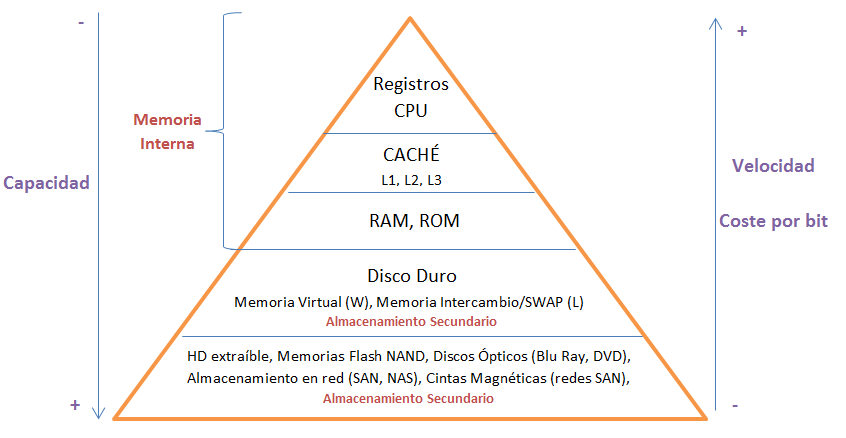 -
+
Registros
CPU
Memoria
Interna
CACHÉ
L1, L2, L3
Capacidad
Velocidad
RAM, ROM
Coste por bit
Disco Duro
Memoria Virtual (W), Memoria Intercambio/SWAP (L)
Almacenamiento Secundario
HD extraíble, Memorias Flash NAND, Discos Ópticos (Blu Ray, DVD),
Almacenamiento en red (SAN, NAS), Cintas Magnéticas (redes SAN),
Almacenamiento Secundario
+
-